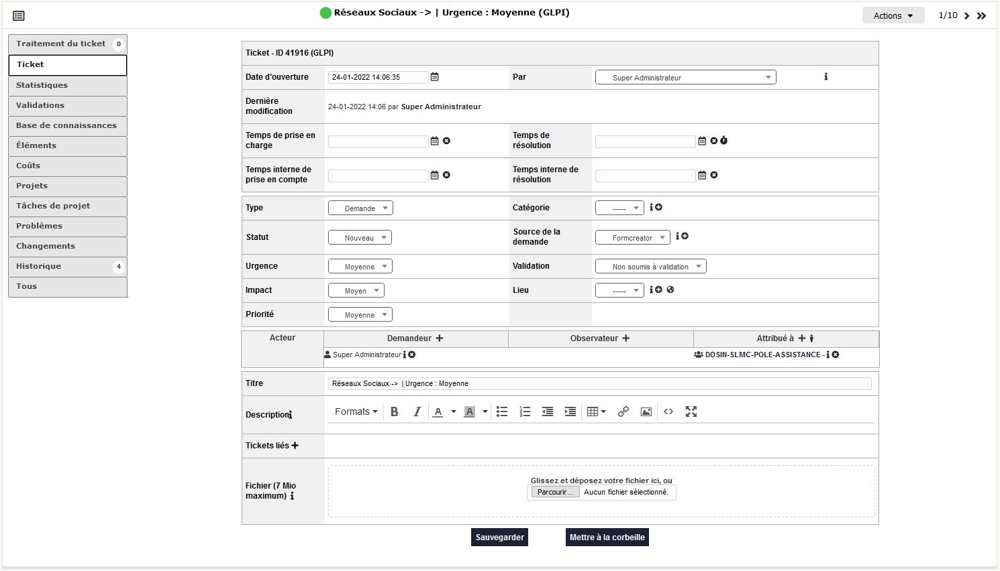 Réseaux Sociaux -> | Urgence : Moyenne (GLPI)
Actions
1/10
Traitement du ticket 0
Ticket
Statistiques
Validations
Base de connaissances
Éléments
Coûts
Projets
Tâches de projet
Problèmes
Changements
Historique 4
Tous
Ticket - ID 41916 (GLPI)
Date d'ouverture 24-01-2022 14:06:35 Par Super Administrateur
Dernière
modification
24-01-2022 14:06 par Super Administrateur
Temps de prise en
charge
Temps de
résolution
Temps interne de
prise en compte
Temps interne de
résolution
Type Demande Catégorie -----
Statut Nouveau
Source de la
demande
Formcreator
Urgence Moyenne Validation Non soumis à validation
Impact Moyen Lieu -----
Priorité Moyenne
Acteur Demandeur + Observateur + Attribué à +
Super Administrateur DOSIN-SLMC-POLE-ASSISTANCE -
Titre Réseaux Sociaux -> | Urgence : Moyenne
Description Formats B I A A
Tickets liés +
Fichier (7 Mio
maximum)
Glissez et déposez votre fichier ici, ou
Parcourir... Aucun fichier sélectionné.
Sauvegarder Mettre à la corbeille